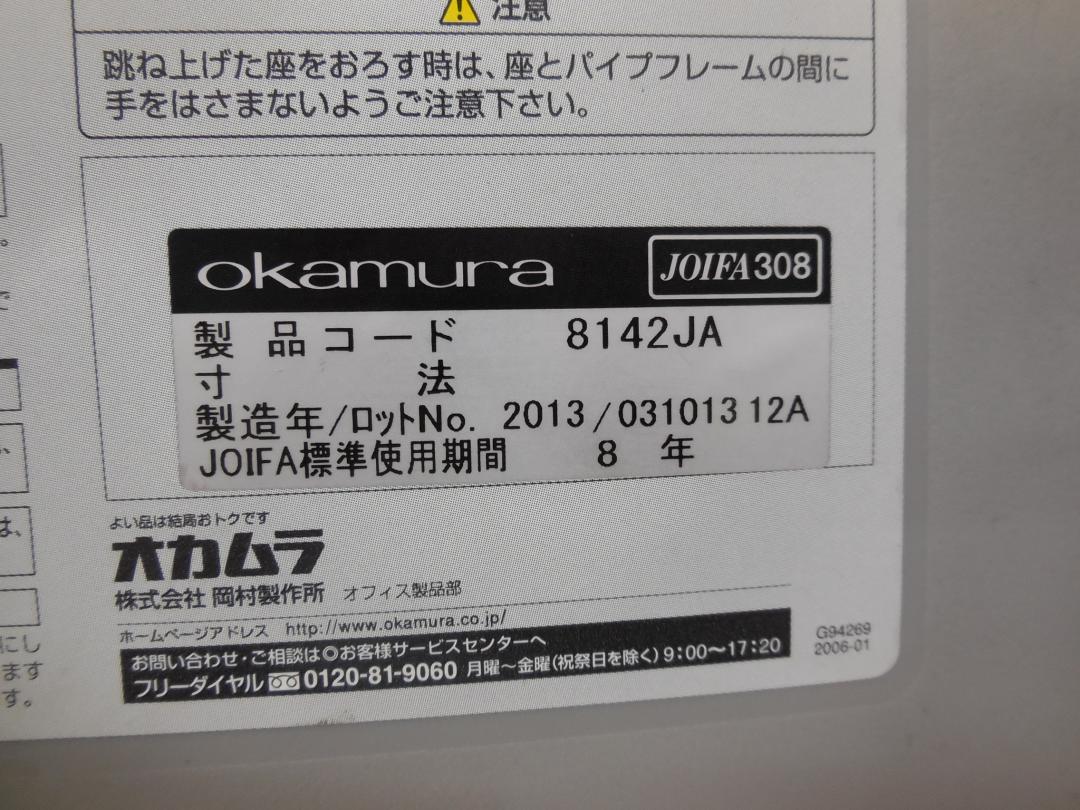 注意
跳ね上げた座をおろす時は、座とパイプフレームの間に
手をはさまないようご注意下さい。
okamura JOIFA308
製品コード 8142JA
寸法
製造年/ロットNo. 2013/031013 12A
JOIFA標準使用期間 8 年
よい品は結局おトクです
オカムラ
株式会社 岡村製作所 オフィス製品部
ホームページアドレス http://www.okamura.co.jp/
お問い合わせ・ご相談は◎お客様サービスセンターへ
フリーダイヤル 0120-81-9060 月曜〜金曜(祝祭日を除く)9:00〜17:20
G94269
2006-01
は、
にし
ます
す。